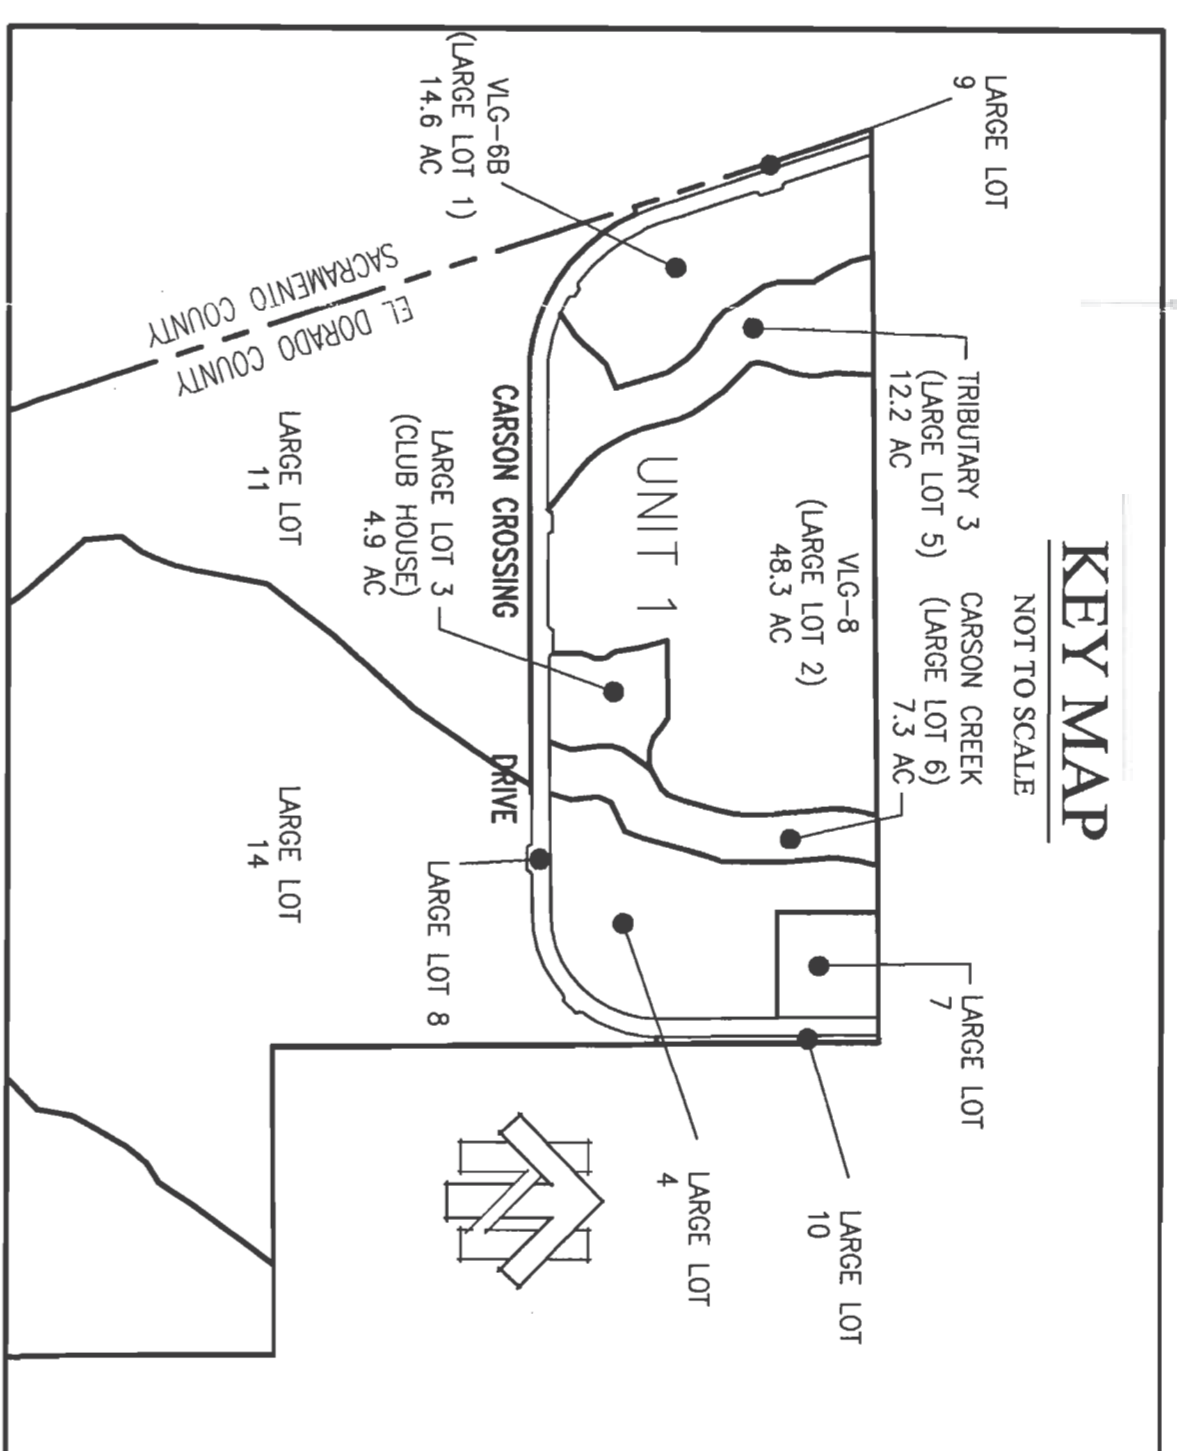 KEY MAP
NOT TO SCALE
LARGE LOT
9
TRIBUTARY 3
(LARGE LOT 5)
12.2 AC
CARSON CREEK
(LARGE LOT 6)
7.3 AC
LARGE LOT
7
VLG-8
(LARGE LOT 2)
48.3 AC
LARGE LOT
10
UNIT 1
LARGE LOT
4
VLG-6B
(LARGE LOT 1)
14.6 AC
CARSON CROSSING DRIVE
LARGE LOT 3
(CLUB HOUSE)
4.9 AC
LARGE LOT 8
SACRAMENTO COUNTY
EL DORADO COUNTY
LARGE LOT
11
LARGE LOT
14